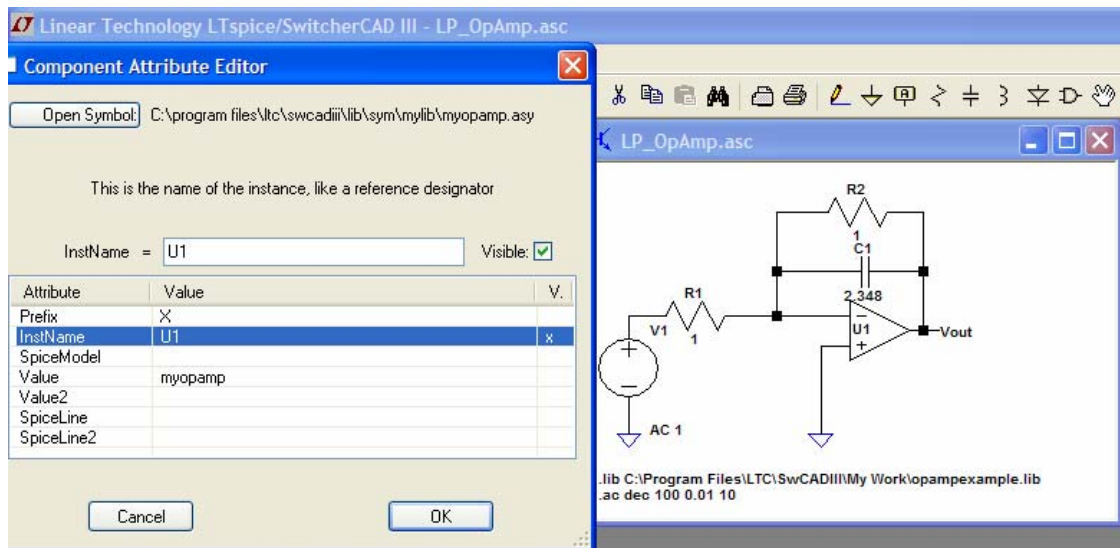 Linear Technology LTspice/SwitcherCAD III - LP_OpAmp.asc
Component Attribute Editor
Open Symbol: C:\program files\ltc\swcadiii\lib\sym\mylib\myopamp.asy
This is the name of the instance, like a reference designator
InstName = U1 Visible:
Attribute Value V.
Prefix X
InstName U1 x
SpiceModel
Value myopamp
Value2
SpiceLine
SpiceLine2
Cancel OK
LP_OpAmp.asc
R2
1
C1
2.348
R1
1
V1
U1
Vout
AC 1
.lib C:\Program Files\LTC\SwCADIII\My Work\opampexample.lib
.ac dec 100 0.01 10